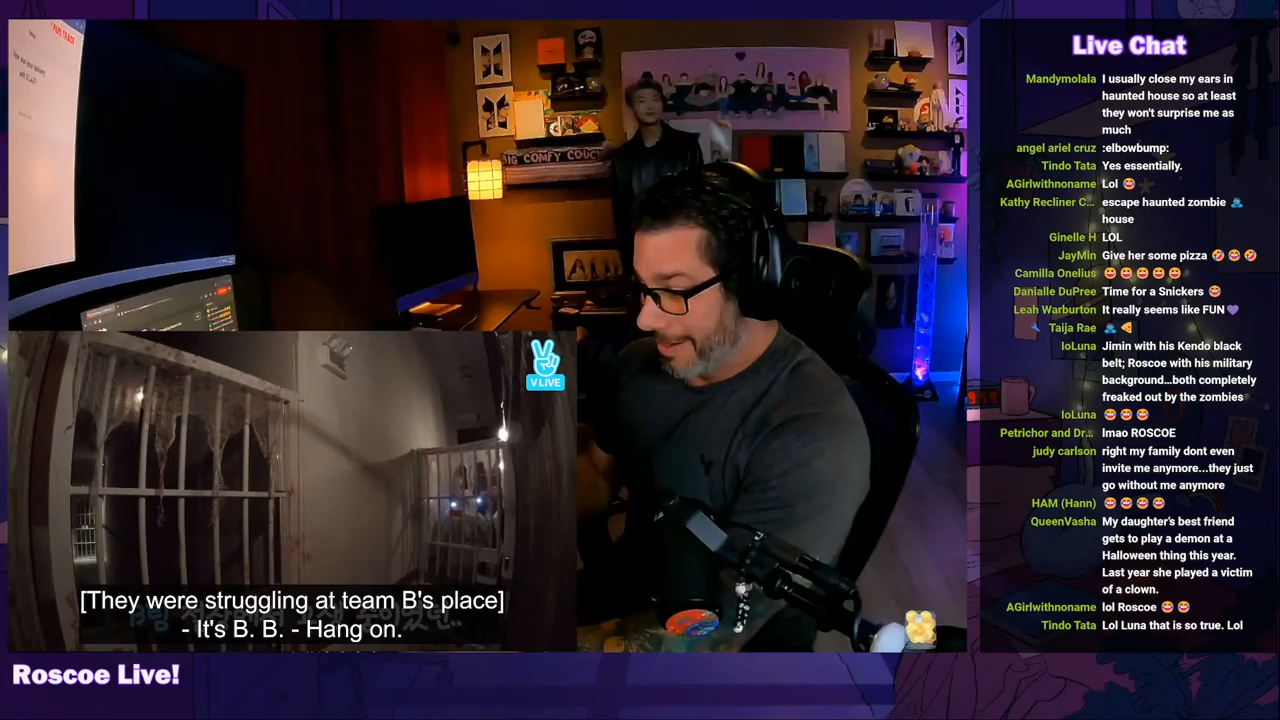 BIG COMFY COUCH
V LIVE
[They were struggling at team B's place]
- It's B. B. - Hang on.
Roscoe Live!
Live Chat
Mandymolala I usually close my ears in
haunted house so at least
they won't surprise me as
much
angel ariel cruz :elbowbump:
Tindo Tata Yes essentially.
AGirlwithnoname Lol 😂
Kathy Recliner C... escape haunted zombie 🧟
house
Ginelle H LOL
JayMin Give her some pizza 🤣 😂 🤣
Camilla Onelius 😂 😂 😂 😂 😂
Danialle DuPree Time for a Snickers 😂
Leah Warburton It really seems like FUN💜
Taija Rae 🧟 🍕
loLuna Jimin with his Kendo black
belt; Roscoe with his military
background...both completely
freaked out by the zombies
loLuna 😂 😂 😂
Petrichor and Dr... lmao ROSCOE
judy carlson right my family dont even
invite me anymore...they just
go without me anymore
HAM (Hann) 😂 😂 😂 😂
QueenVasha My daughter's best friend
gets to play a demon at a
Halloween thing this year.
Last year she played a victim
of a clown.
AGirlwithnoname lol Roscoe 😂 😂
Tindo Tata Lol Luna that is so true. Lol
9:59